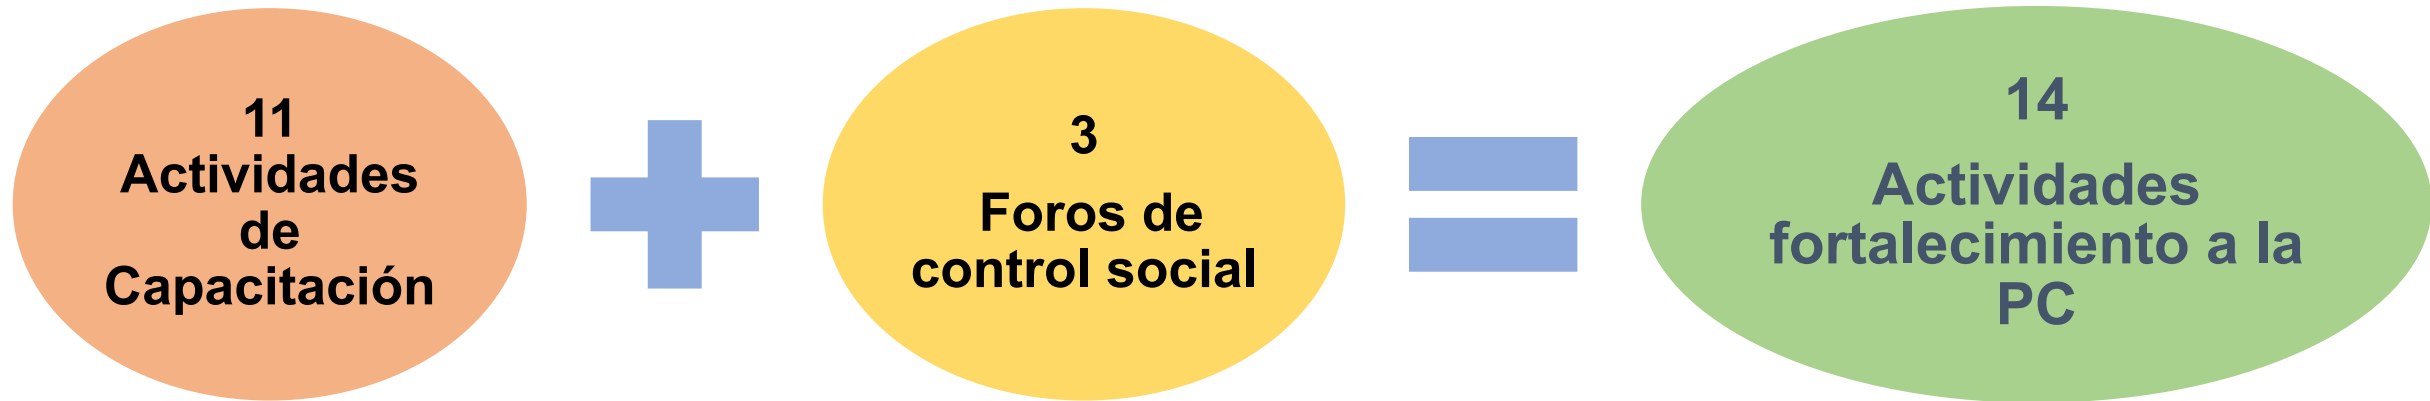 11
Actividades
de
Capacitación
3
Foros de
control social
14
Actividades
fortalecimiento a la
PC